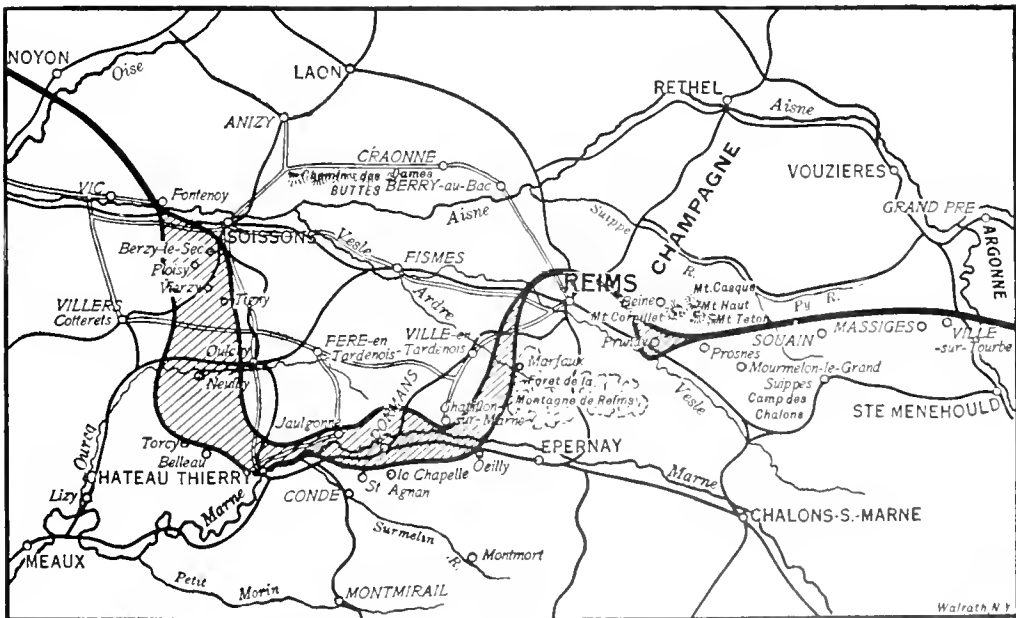 NOYON
Oise
LAON
RETHEL
Aisne
ANIZY
CRAONNE
Chemins des Dames
BUTTES
BERRY-au-Bac
Aisne
VIC
Fontenoy
SOISSONS
Vesle
Suippe
R.
CHAMPAGNE
VOUZIERES
GRAND PRE
ARGONNE
Berzy-le-Sec
Ploisy
Vierzy
Tigny
FISMES
Ardre
REIMS
Beine
Mt. Casque
Mt Haut
Mt Tetoi
Mt Cornillet
Py R.
VILLERS
Cotterets
Oulchy
Neuilly
FERE-en
Tardenois
VILLE-en
Tardenois
Prunay
Prosnes
SOUAIN
MASSIGES
VILLE
-sur-Tourbe
Mourmelon-le-Grand
Suippes
Camp des
Chalons
STE MENEHOULD
Marfaux
Foret de la
Montagne de Reims
Vesle
DORMANS
Chatillon
-sur-Marne
Jaulgonne
Torcy
Belleau
Ourcq
HATEAU THIERRY
Lizy
Marne
CONDE
St
Agnan
la Chapelle
Oeilly
EPERNAY
Marne
CHALONS-S.-MARNE
Surmelin
R.
Montmort
MEAUX
Petit
Morin
MONTMIRAIL
Walrath, N.Y.